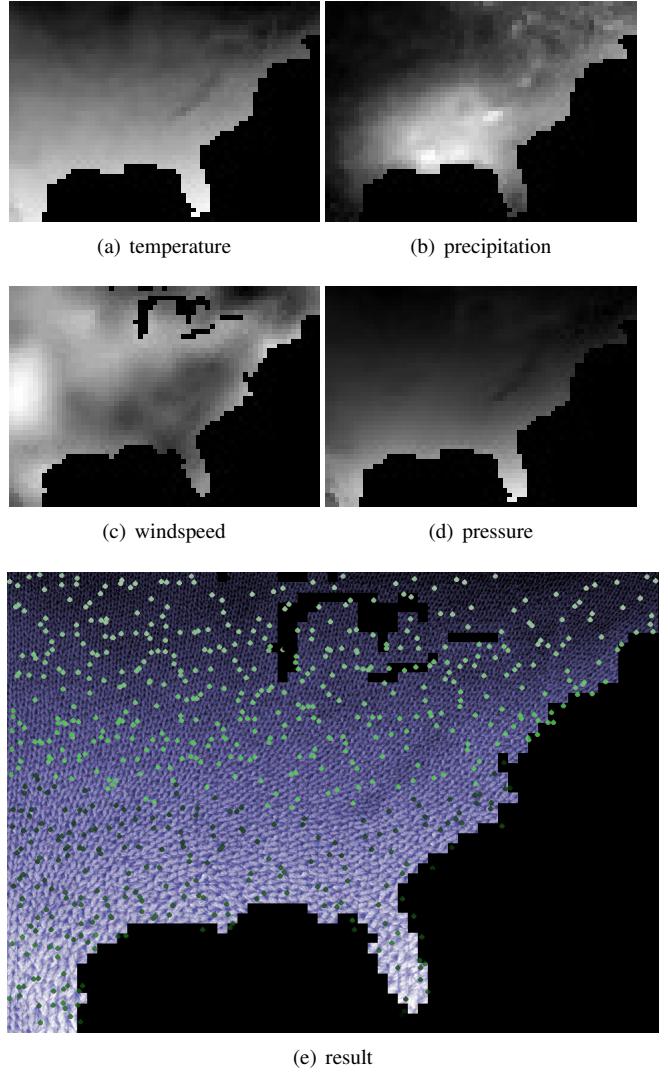 (a) temperature
(b) precipitation
(c) windspeed
(d) pressure
(e) result